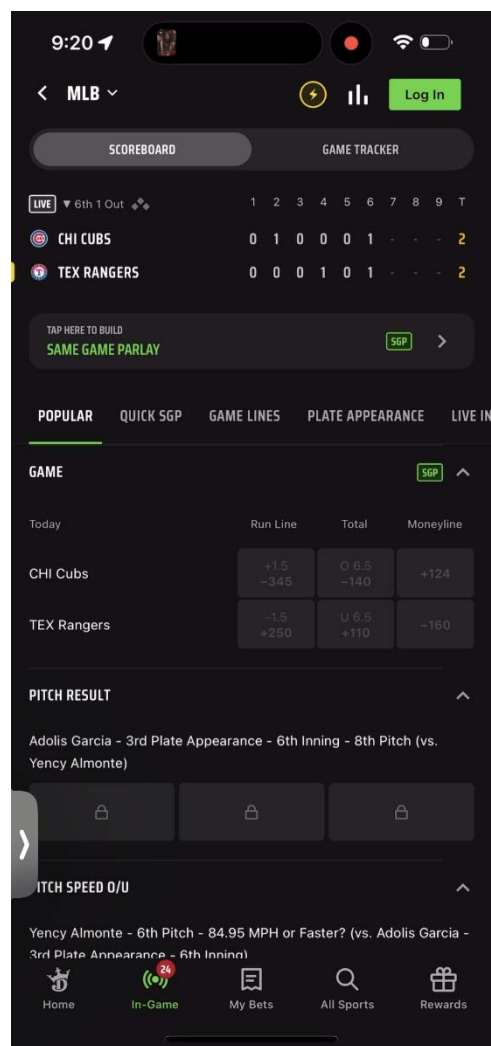 9:20
MLB
Log In
SCOREBOARD GAME TRACKER
LIVE ▼ 6th 1 Out 1 2 3 4 5 6 7 8 9 T
CHI CUBS 0 1 0 0 0 1 - - - 2
TEX RANGERS 0 0 0 1 0 1 - - - 2
TAP HERE TO BUILD
SAME GAME PARLAY SGP
POPULAR QUICK SGP GAME LINES PLATE APPEARANCE LIVE IN
GAME SGP
Today Run Line Total Moneyline
+1.5 O 6.5
CHI Cubs −345 −140 +124
-1.5 U 6.5
TEX Rangers +250 +110 −160
PITCH RESULT
Adolis Garcia - 3rd Plate Appearance - 6th Inning - 8th Pitch (vs.
Yency Almonte)
PITCH SPEED O/U
Yency Almonte - 6th Pitch - 84.95 MPH or Faster? (vs. Adolis Garcia -
3rd Plate Appearance - 6th Inning)
24
Home In-Game My Bets All Sports Rewards